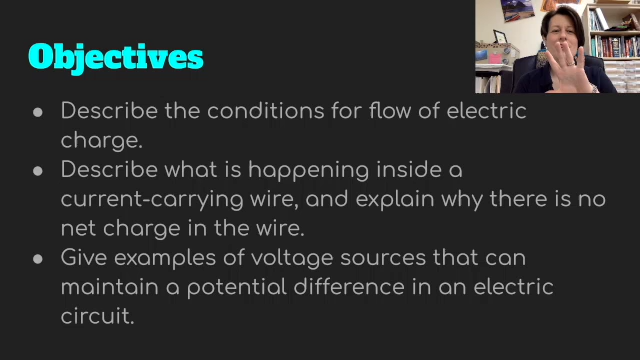 Objectives
● Describe the conditions for flow of electric
charge.
● Describe what is happening inside a
current-carrying wire, and explain why there is no
net charge in the wire.
● Give examples of voltage sources that can
maintain a potential difference in an electric
circuit.